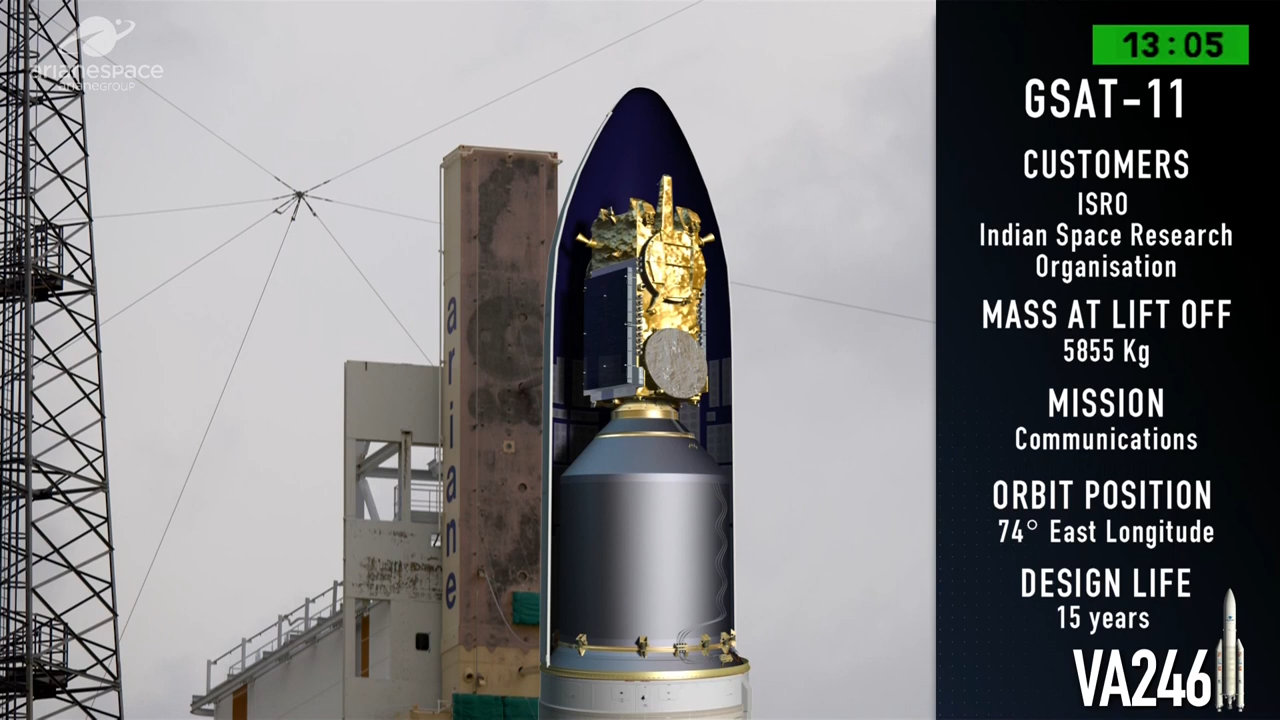 arianespace
arianeGROUP
ariane
13:05
GSAT-11
CUSTOMERS
ISRO
Indian Space Research
Organisation
MASS AT LIFT OFF
5855 Kg
MISSION
Communications
ORBIT POSITION
74° East Longitude
DESIGN LIFE
15 years
VA246